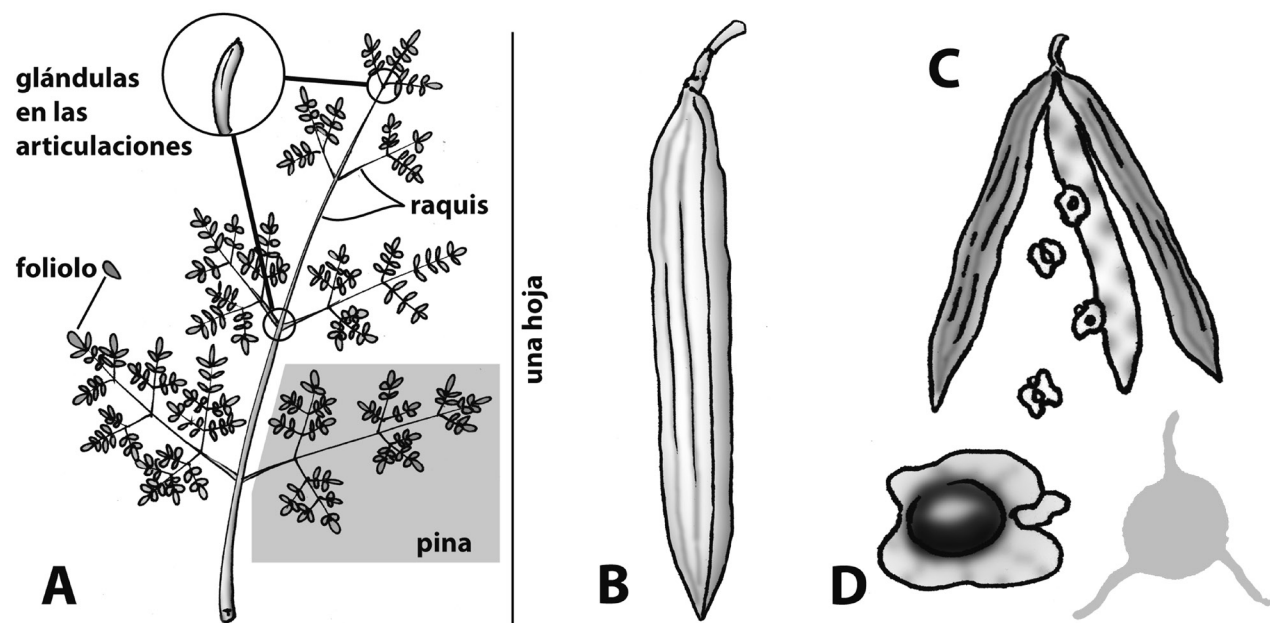 glándulas
en las
articulaciones
raquis
foliolo
pina
una hoja
A
B
C
D